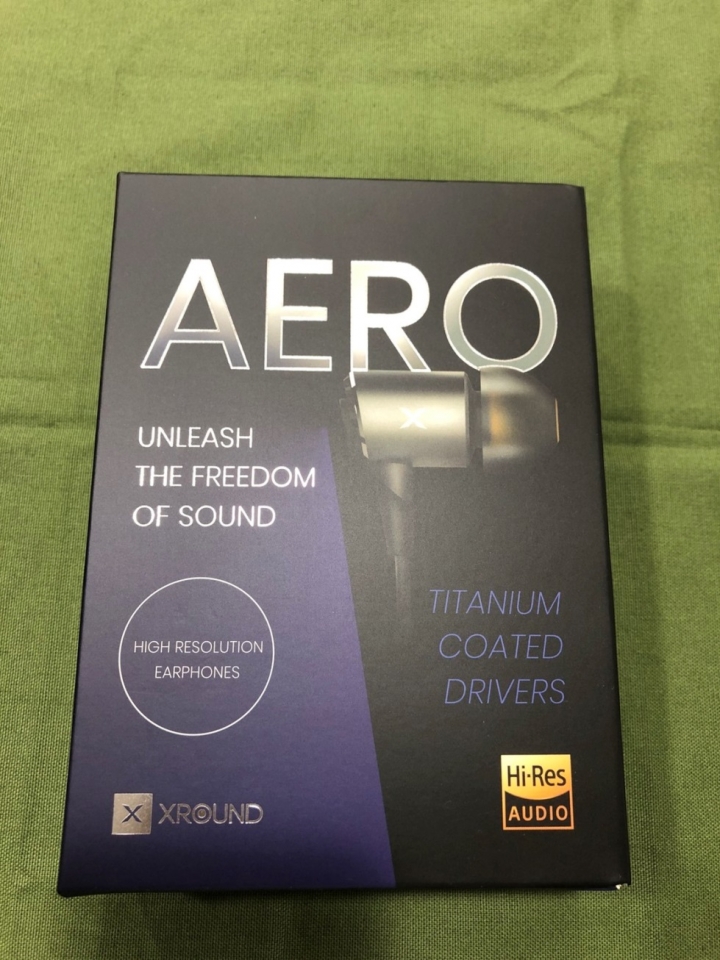 AERO
UNLEASH
THE FREEDOM
OF SOUND
HIGH RESOLUTION
EARPHONES
TITANIUM
COATED
DRIVERS
X XROUND
Hi-Res
AUDIO